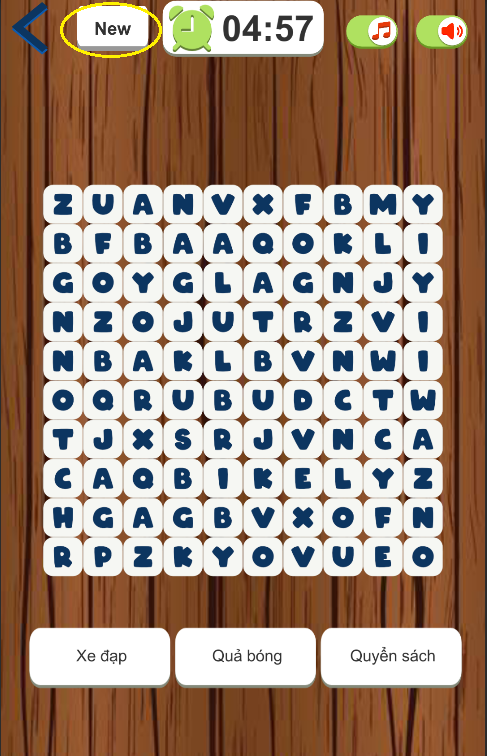 New 04:57
Z U A N V X F B M Y
B F B A A Q O K L I
G O Y G L A G N J Y
N Z O J U T R Z V I
N B A K L B V N W I
O Q R U B U D C T W
T J X S R J V N C A
C A Q B I K E L Y Z
H G A G B V X O F N
R P Z K Y O V U E O
Xe đạp Quả bóng Quyển sách